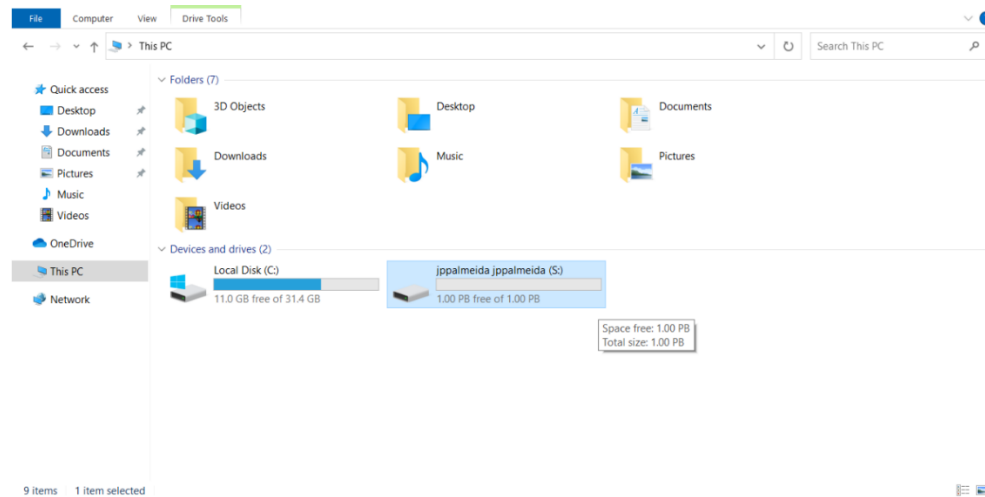 File Computer View Drive Tools
This PC
Search This PC
Quick access
Desktop
Downloads
Documents
Pictures
Music
Videos
OneDrive
This PC
Network
Folders (7)
3D Objects
Desktop
Documents
Downloads
Music
Pictures
Videos
Devices and drives (2)
Local Disk (C:)
11.0 GB free of 31.4 GB
jppalmeida jppalmeida (S:)
1.00 PB free of 1.00 PB
Space free: 1.00 PB
Total size: 1.00 PB
9 items 1 item selected